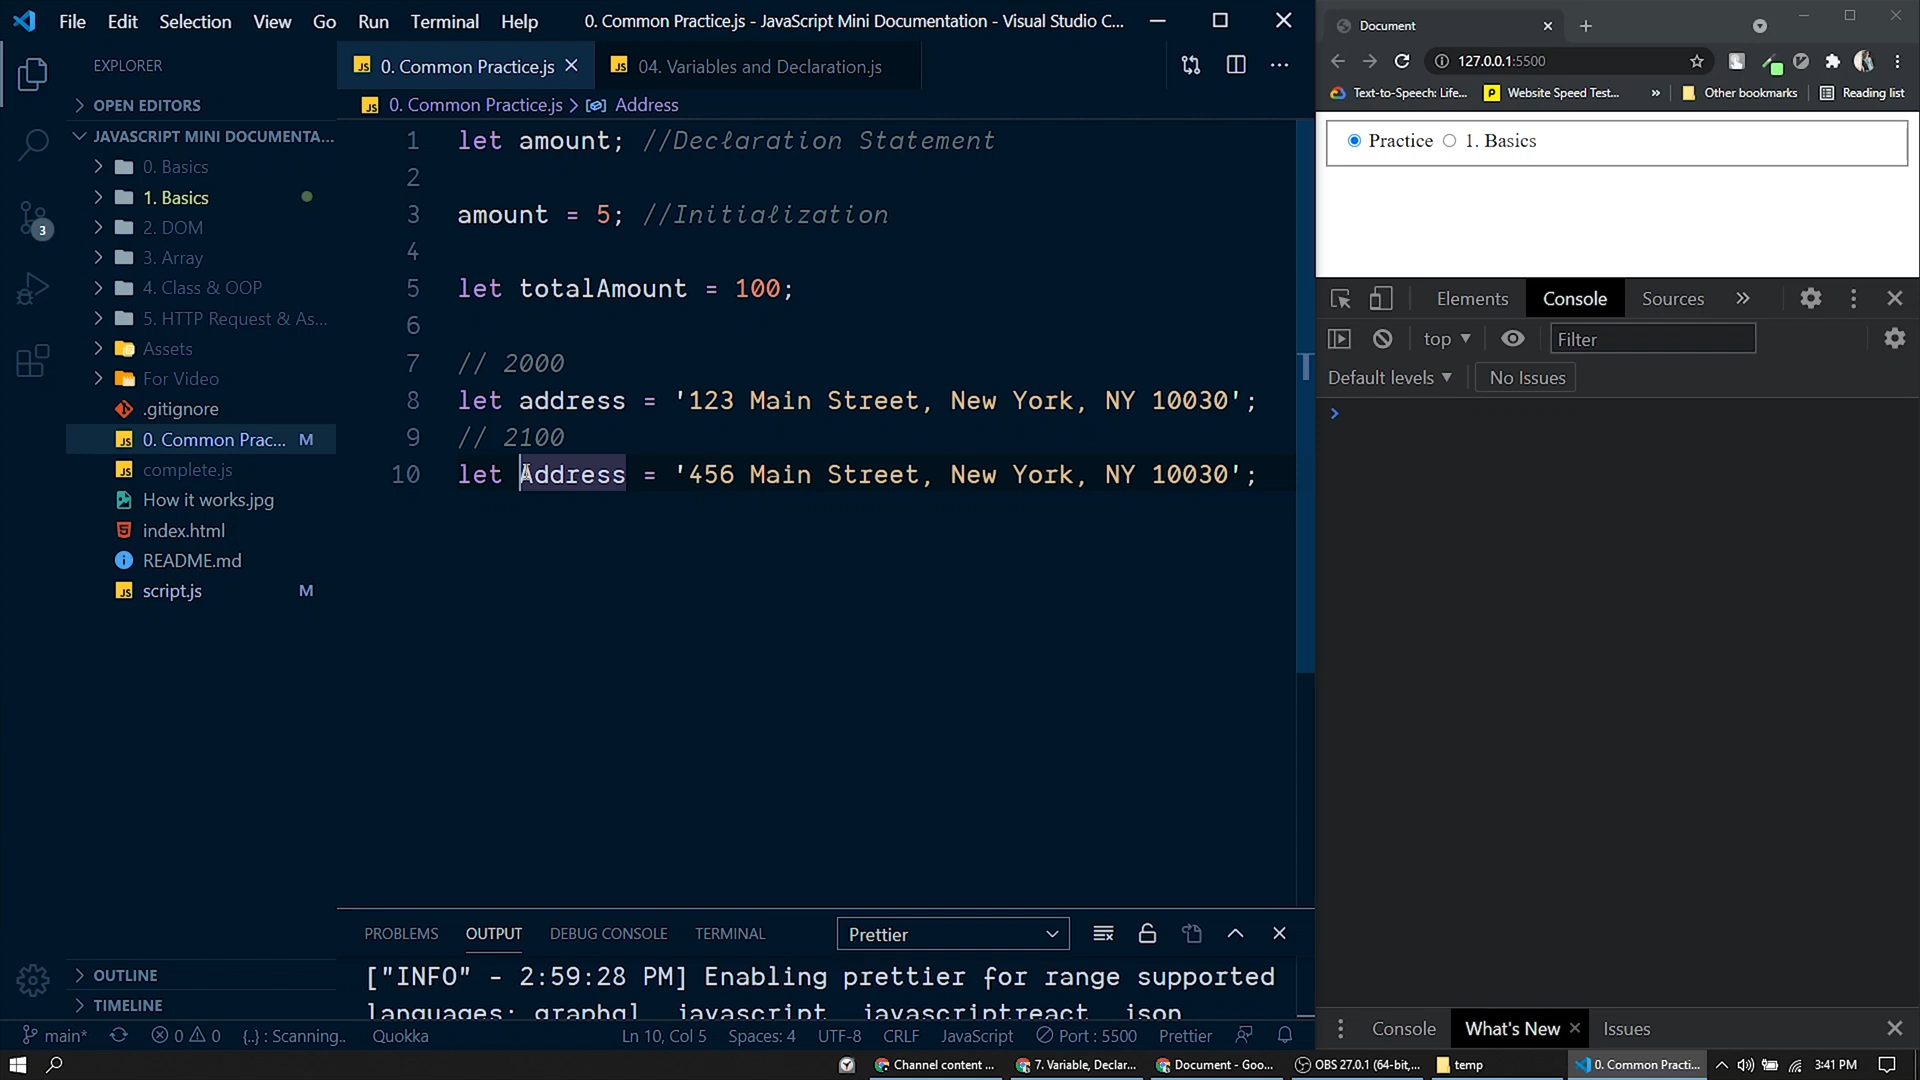 File Edit Selection View Go Run Terminal Help 0. Common Practice.js - JavaScript Mini Documentation - Visual Studio C...
EXPLORER
OPEN EDITORS
JAVASCRIPT MINI DOCUMENTA...
0. Basics
1. Basics
2. DOM
3. Array
4. Class & OOP
5. HTTP Request & As...
Assets
For Video
.gitignore
0. Common Prac... M
complete.js
How it works.jpg
index.html
README.md
script.js M
OUTLINE
TIMELINE
0. Common Practice.js
04. Variables and Declaration.js
0. Common Practice.js > Address
1 let amount; //Declaration Statement
2
3 amount = 5; //Initialization
4
5 let totalAmount = 100;
6
7 // 2000
8 let address = '123 Main Street, New York, NY 10030';
9 // 2100
10 let Address = '456 Main Street, New York, NY 10030';
PROBLEMS OUTPUT DEBUG CONSOLE TERMINAL Prettier
["INFO" - 2:59:28 PM] Enabling prettier for range supported
languages: graphql, javascript, javascriptreact, json,
3
main* 0 0 {..} : Scanning.. Quokka Ln 10, Col 5 Spaces: 4 UTF-8 CRLF JavaScript Port : 5500 Prettier
Document
127.0.0.1:5500
Text-to-Speech: Life... Website Speed Test... » Other bookmarks Reading list
Practice 1. Basics
Elements Console Sources »
top Filter
Default levels No Issues
Console What's New Issues
Channel content ... 7. Variable, Declar... Document - Goo... OBS 27.0.1 (64-bit,... temp 0. Common Practi... 3:41 PM